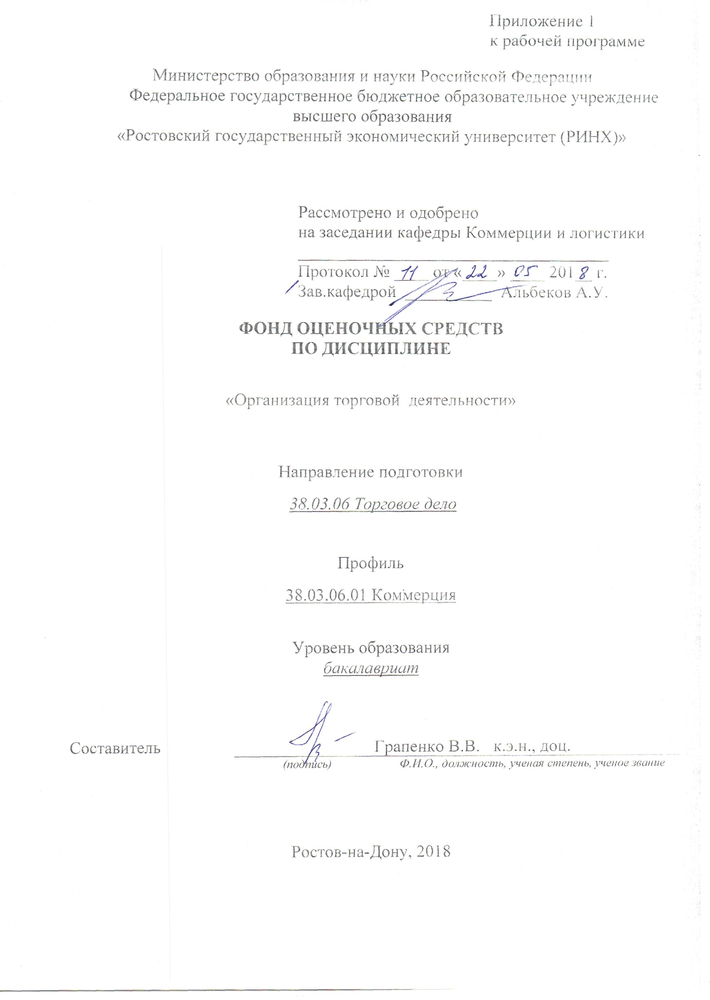 Приложение 1
к рабочей программе
Министерство образования и науки Российской Федерации
Федеральное государственное бюджетное образовательное учреждение
высшего образования
«Ростовский государственный экономический университет (РИНХ)»
Рассмотрено и одобрено
на заседании кафедры Коммерции и логистики
Протокол № 11 от « 22 » 05 2018 г.
Зав.кафедрой Альбеков А.У.
ФОНД ОЦЕНОЧНЫХ СРЕДСТВ
ПО ДИСЦИПЛИНЕ
«Организация торговой деятельности»
Направление подготовки
38.03.06 Торговое дело
Профиль
38.03.06.01 Коммерция
Уровень образования
бакалавриат
Составитель Грапенко В.В. к.э.н., доц.
(подпись) Ф.И.О., должность, ученая степень, ученое звание
Ростов-на-Дону, 2018